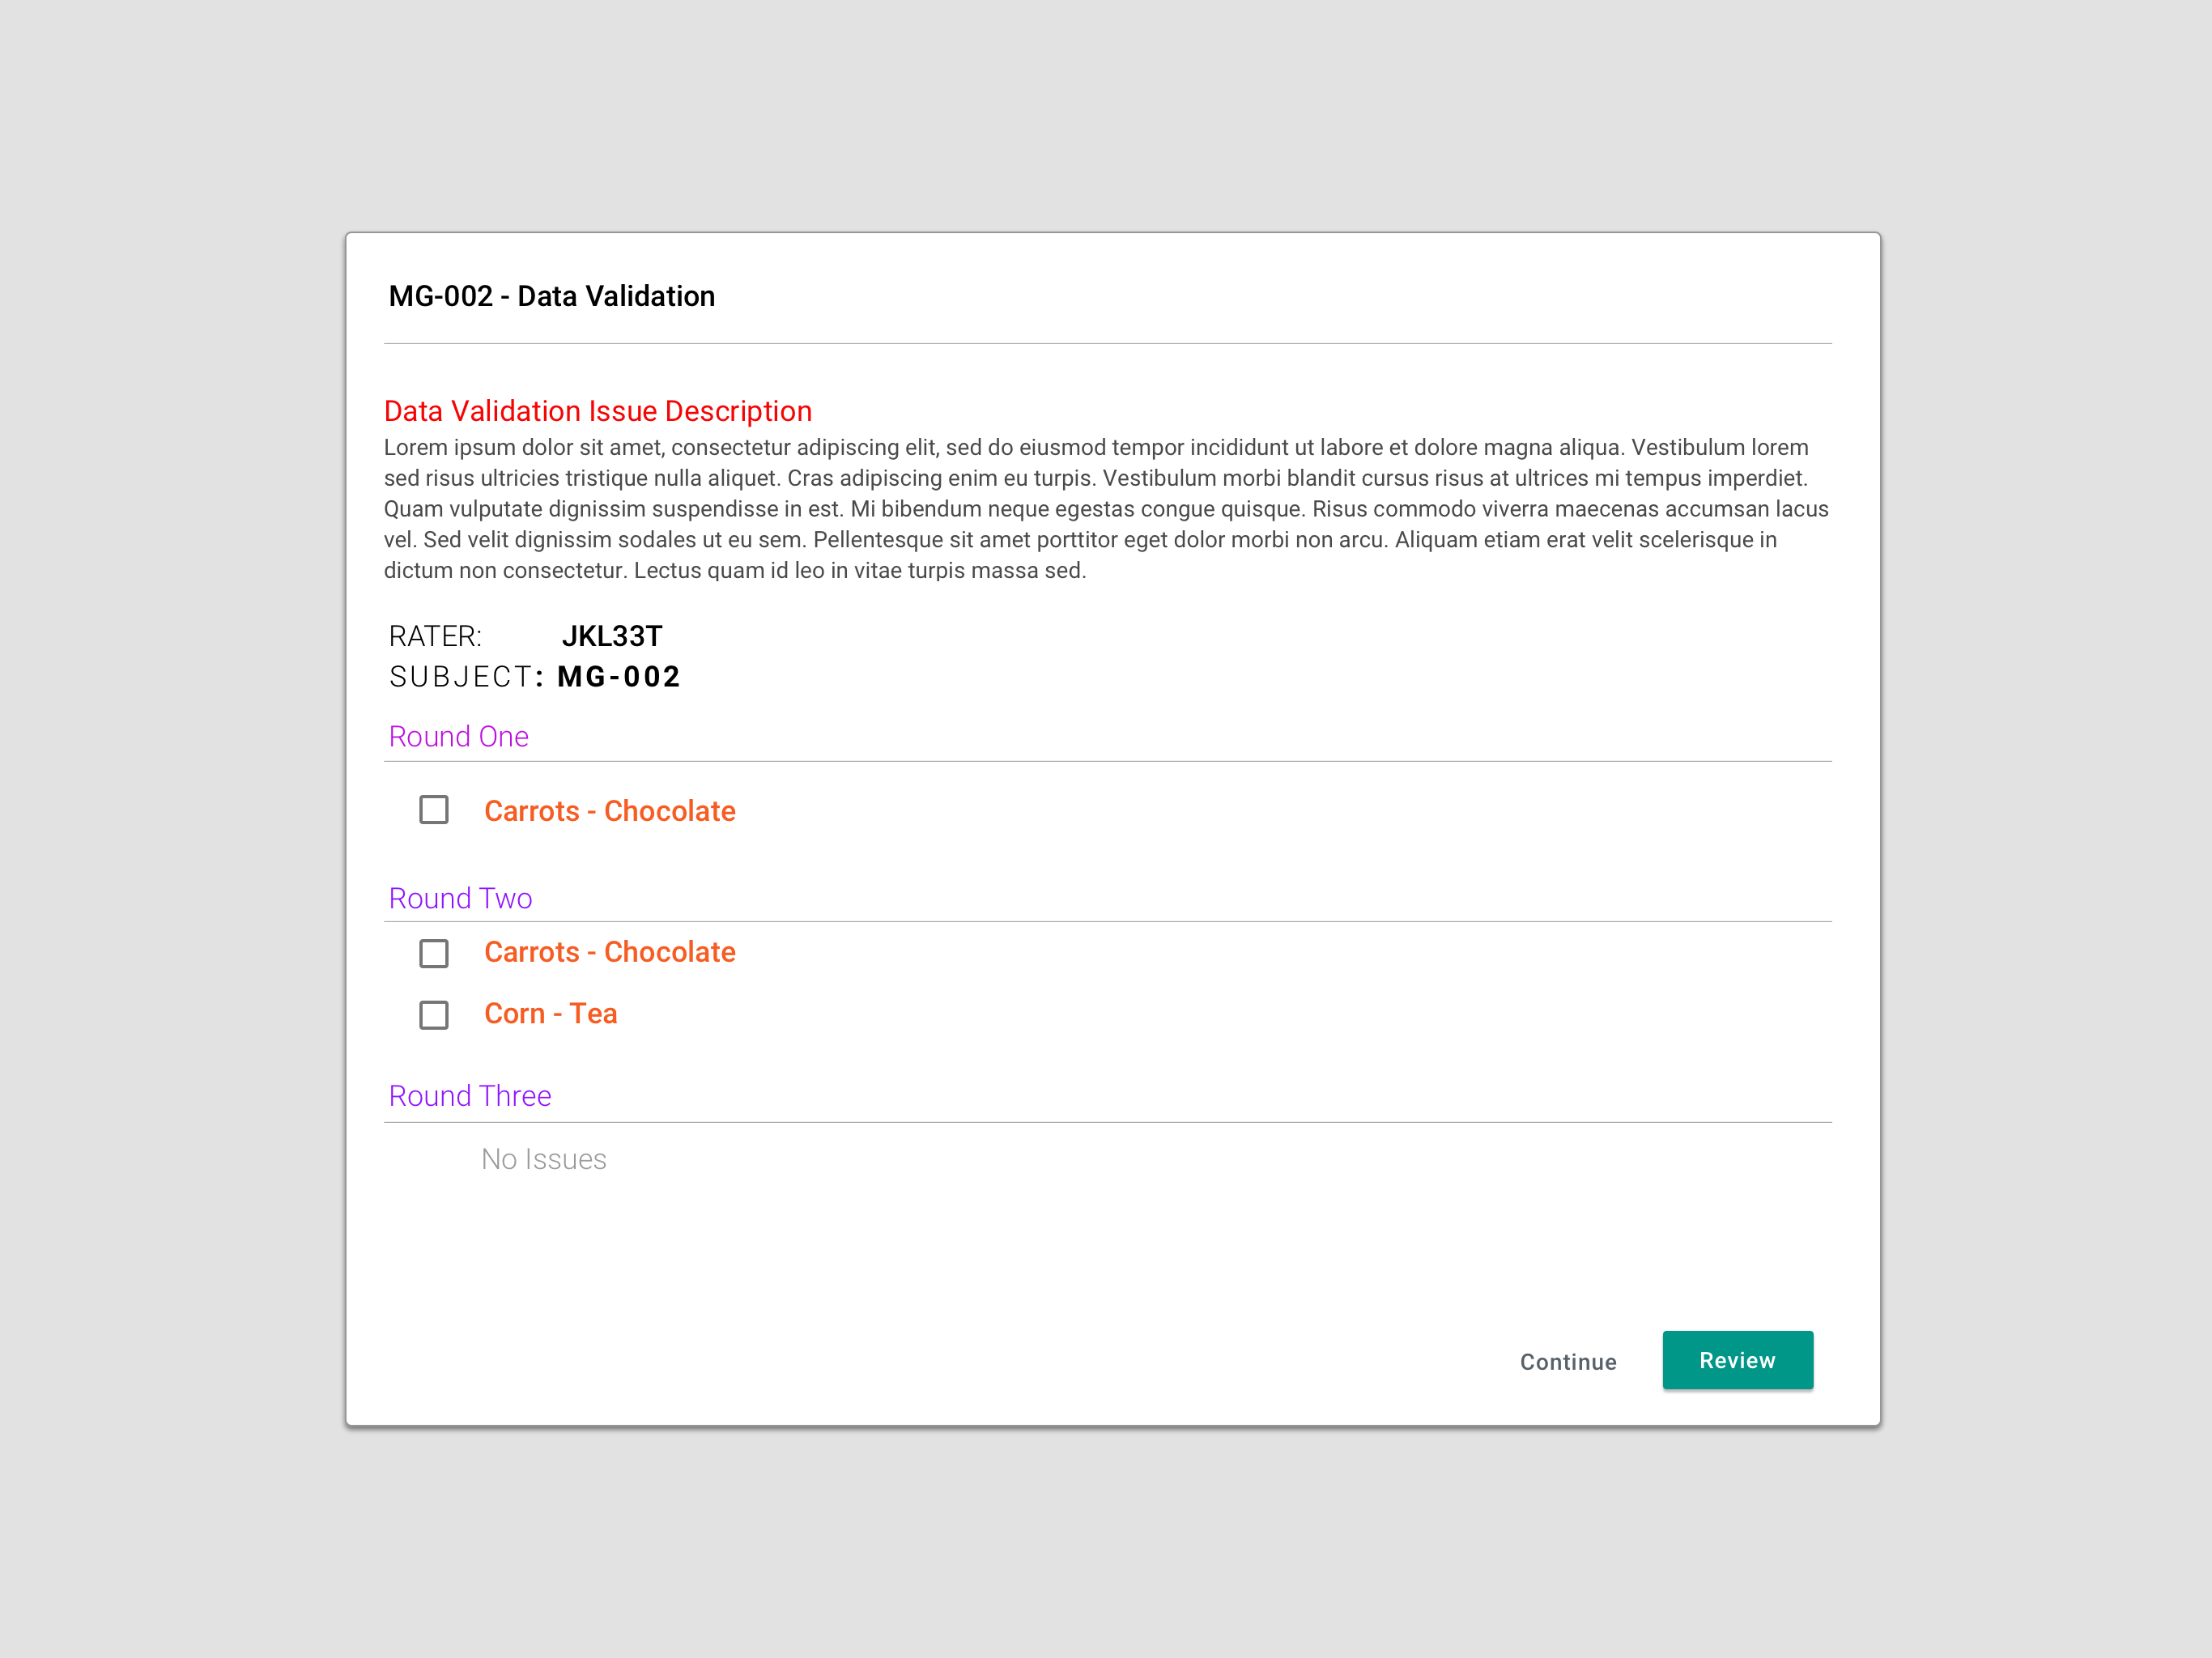 MG-002 - Data Validation
Data Validation Issue Description
Lorem ipsum dolor sit amet, consectetur adipiscing elit, sed do eiusmod tempor incididunt ut labore et dolore magna aliqua. Vestibulum lorem
sed risus ultricies tristique nulla aliquet. Cras adipiscing enim eu turpis. Vestibulum morbi blandit cursus risus at ultrices mi tempus imperdiet.
Quam vulputate dignissim suspendisse in est. Mi bibendum neque egestas congue quisque. Risus commodo viverra maecenas accumsan lacus
vel. Sed velit dignissim sodales ut eu sem. Pellentesque sit amet porttitor eget dolor morbi non arcu. Aliquam etiam erat velit scelerisque in
dictum non consectetur. Lectus quam id leo in vitae turpis massa sed.
RATER: JKL33T
SUBJECT: MG-002
Round One
Carrots - Chocolate
Round Two
Carrots - Chocolate
Corn - Tea
Round Three
No Issues
Continue Review